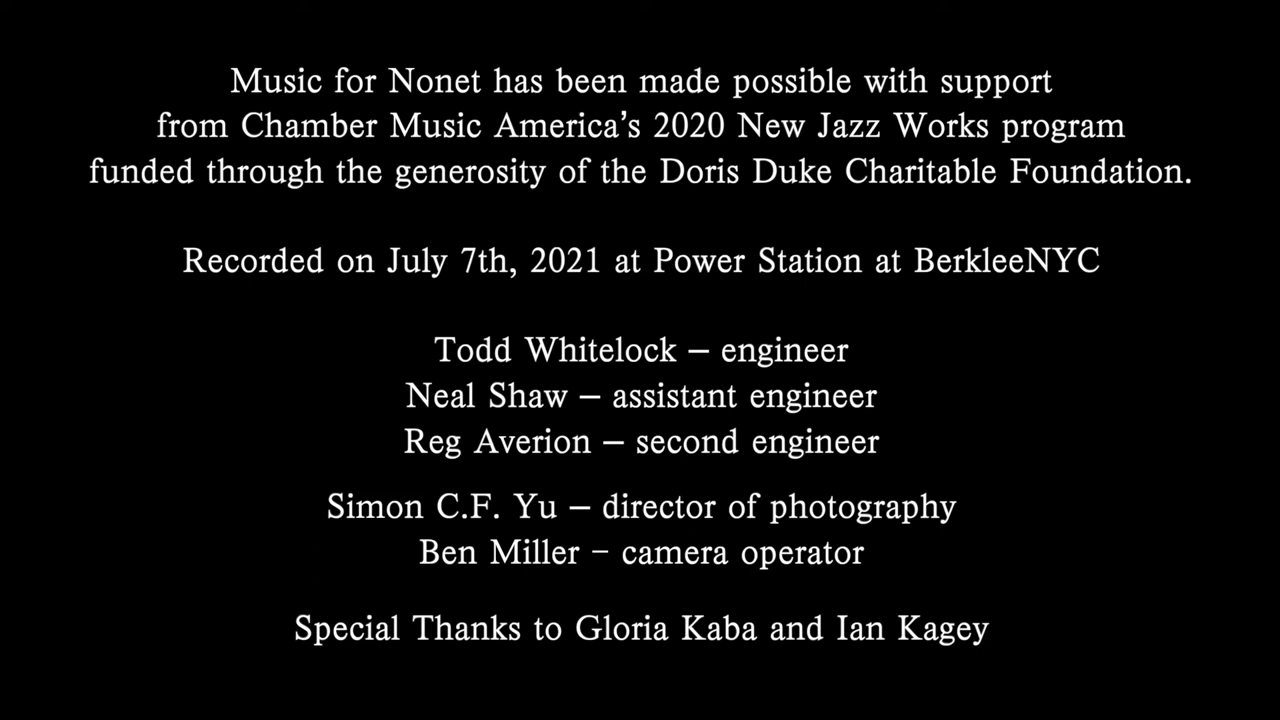 Music for Nonet has been made possible with support
from Chamber Music America’s 2020 New Jazz Works program
funded through the generosity of the Doris Duke Charitable Foundation.
Recorded on July 7th, 2021 at Power Station at BerkleeNYC
Todd Whitelock – engineer
Neal Shaw – assistant engineer
Reg Averion – second engineer
Simon C.F. Yu – director of photography
Ben Miller - camera operator
Special Thanks to Gloria Kaba and Ian Kagey